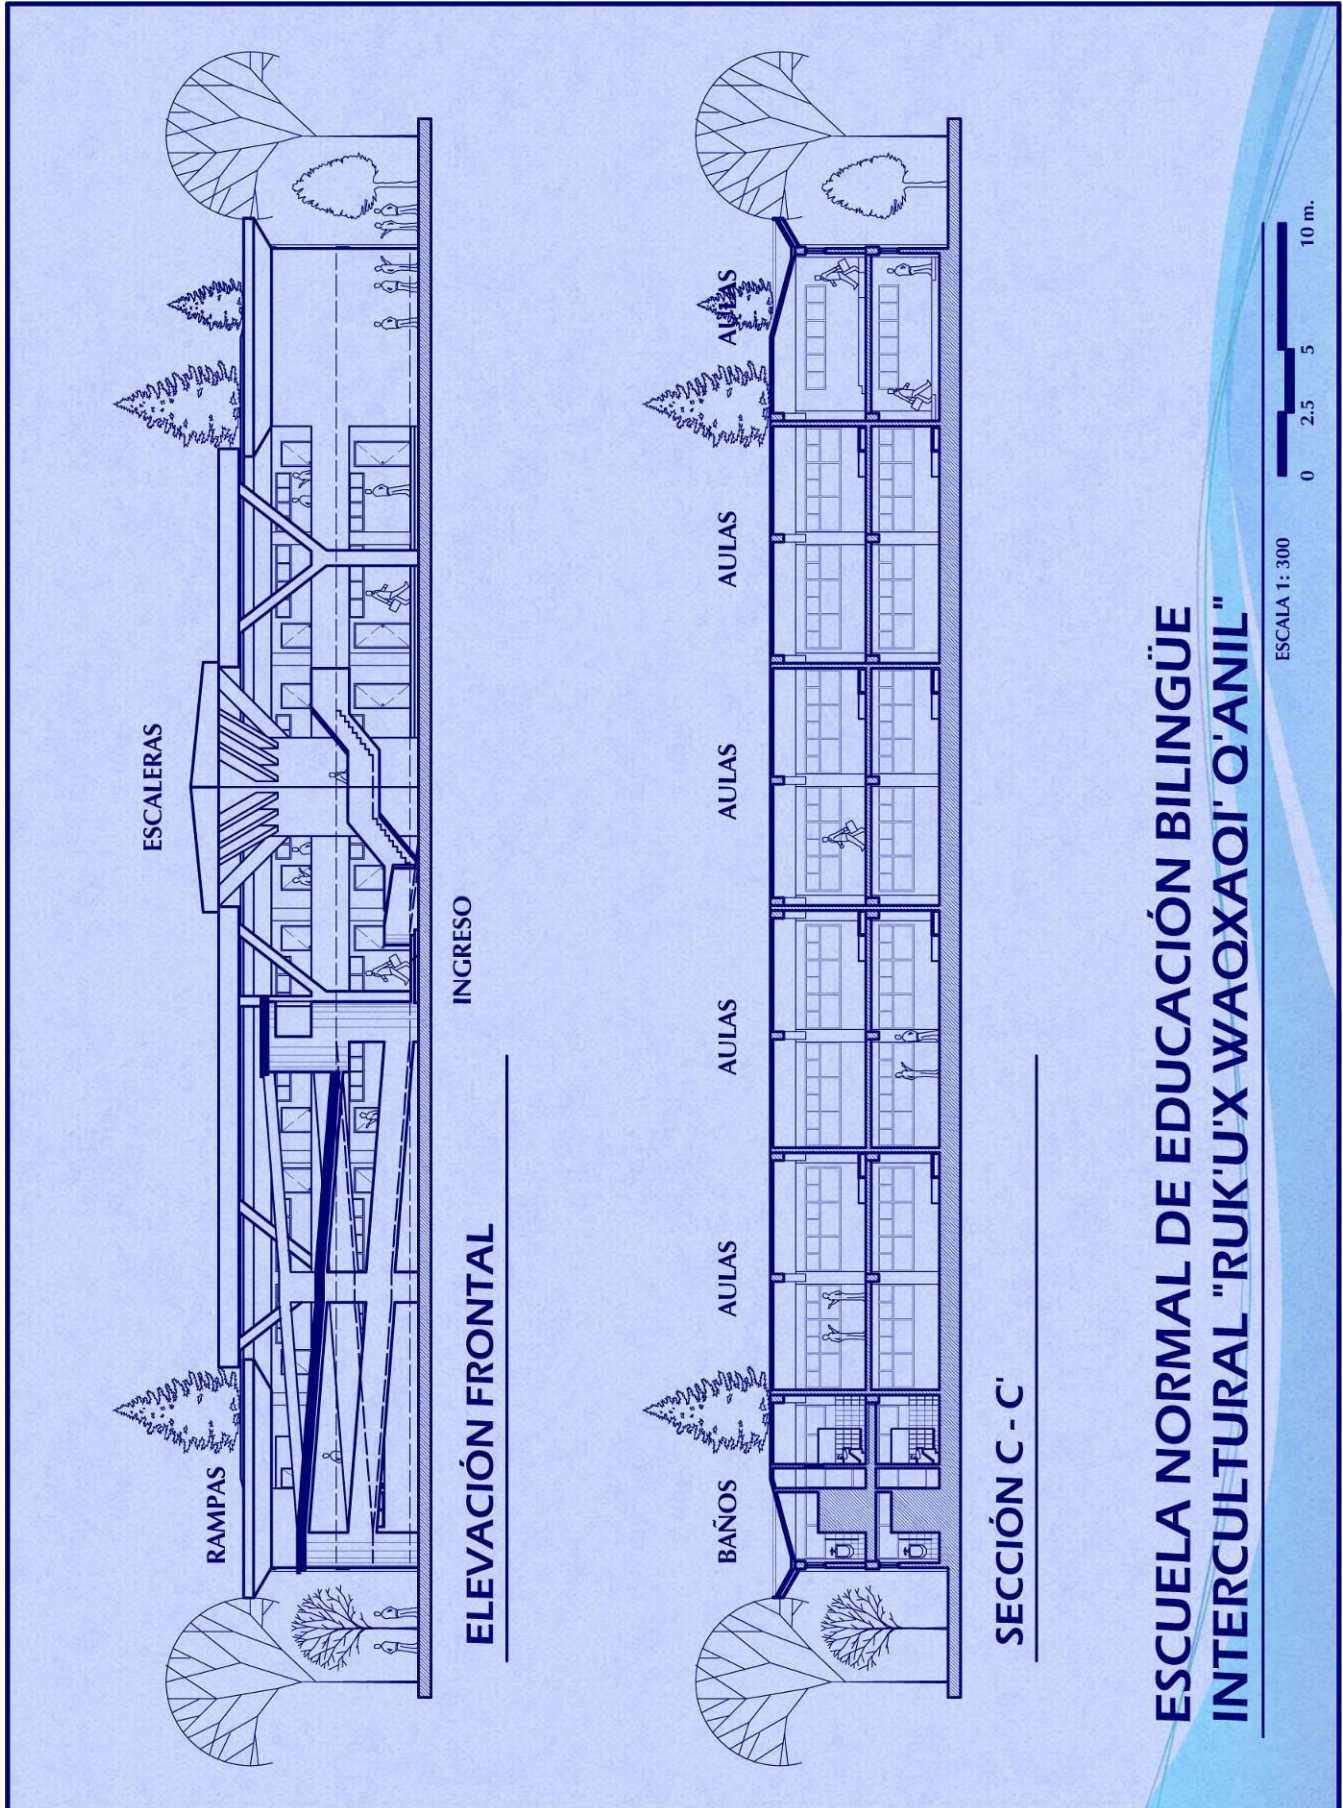 RAMPAS
ESCALERAS
INGRESO
ELEVACIÓN FRONTAL
BAÑOS
AULAS
AULAS
AULAS
AULAS
AULAS
SECCIÓN C - C'
ESCUELA NORMAL DE EDUCACIÓN BILINGÜE
INTERCULTURAL "RUK'U'X WAQXAQI' Q'ANIL"
ESCALA 1: 300
0 2.5 5 10 m.